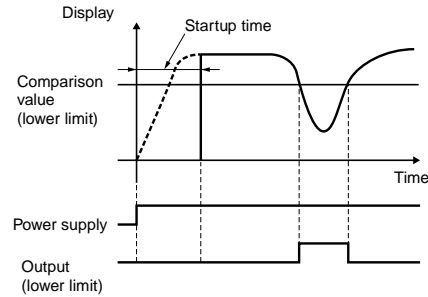 Display
Startup time
Comparison
value
(lower limit)
Time
Power supply
Output
(lower limit)